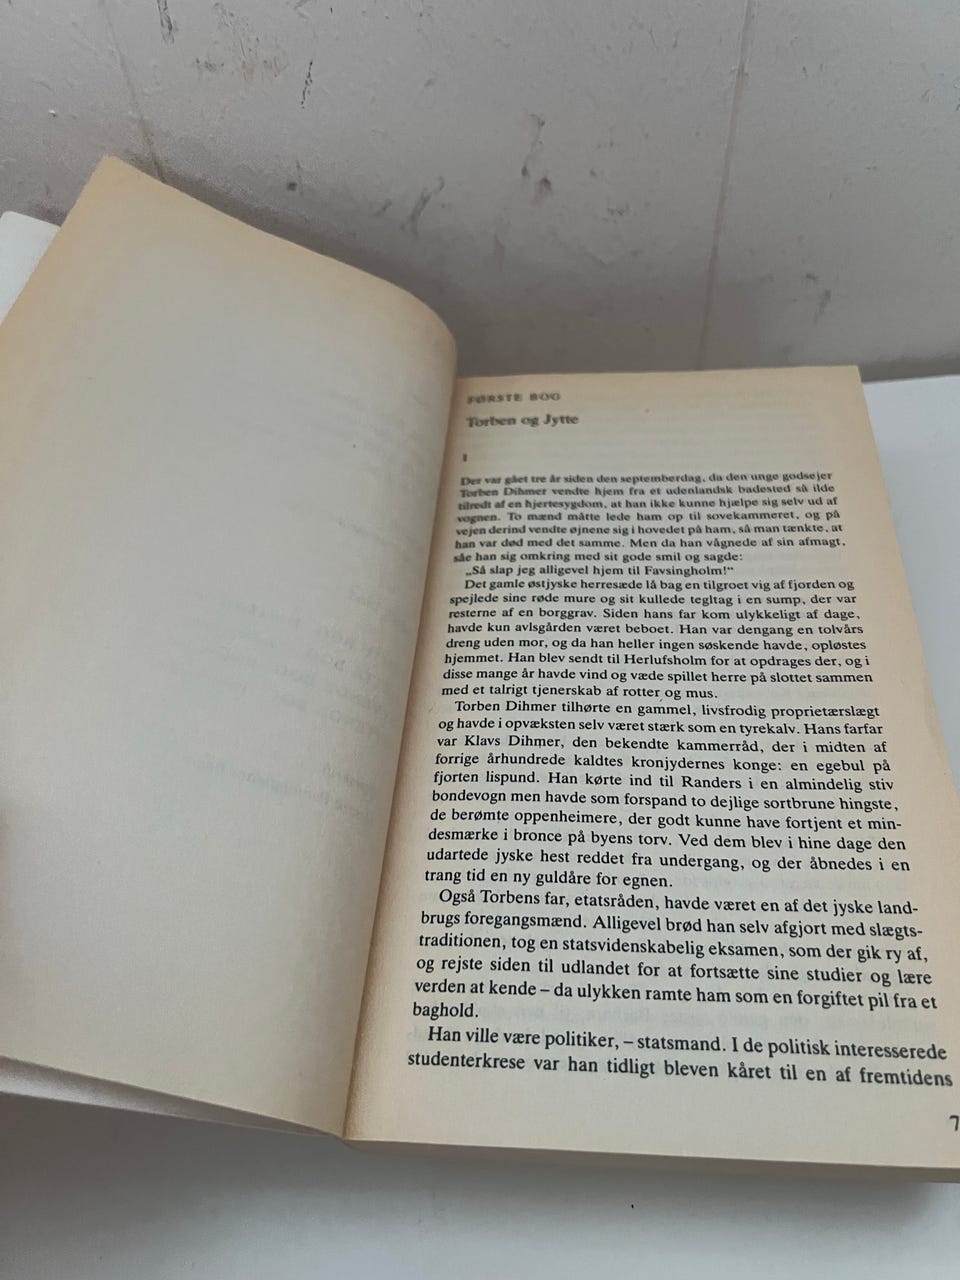 FØRSTE BOG
Torben og Jytte
I
Der var gået tre år siden den septemberdag, da den unge godsejer
Torben Dihmer vendte hjem fra et udenlandsk badested så ilde
tilredt af en hjertesygdom, at han ikke kunne hjælpe sig selv ud af
vognen. To mænd måtte lede ham op til sovekammeret, og på
vejen derind vendte øjnene sig i hovedet på ham, så man tænkte, at
han var død med det samme. Men da han vågnede af sin afmagt,
såe han sig omkring med sit gode smil og sagde:
„Så slap jeg alligevel hjem til Favsingholm!“
Det gamle østjyske herresæde lå bag en tilgroet vig af fjorden og
spejlede sine røde mure og sit kullede tegltag i en sump, der var
resterne af en borggrav. Siden hans far kom ulykkeligt af dage,
havde kun avlsgården været beboet. Han var dengang en tolvårs
dreng uden mor, og da han heller ingen søskende havde, opløstes
hjemmet. Han blev sendt til Herlufsholm for at opdrages der, og i
disse mange år havde vind og væde spillet herre på slottet sammen
med et talrigt tjenerskab af rotter og mus.
Torben Dihmer tilhørte en gammel, livsfrodig proprietærslægt
og havde i opvæksten selv været stærk som en tyrekalv. Hans farfar
var Klavs Dihmer, den bekendte kammerråd, der i midten af
forrige århundrede kaldtes kronjydernes konge: en egebul på
fjorten lispund. Han kørte ind til Randers i en almindelig stiv
bondevogn men havde som forspand to dejlige sortbrune hingste,
de berømte oppenheimere, der godt kunne have fortjent et min-
desmærke i bronce på byens torv. Ved dem blev i hine dage den
udartede jyske hest reddet fra undergang, og der åbnedes i en
trang tid en ny guldåre for egnen.
Også Torbens far, etatsråden, havde været en af det jyske land-
brugs foregangsmænd. Alligevel brød han selv afgjort med slægts-
traditionen, tog en statsvidenskabelig eksamen, som der gik ry af,
og rejste siden til udlandet for at fortsætte sine studier og lære
verden at kende – da ulykken ramte ham som en forgiftet pil fra et
baghold.
Han ville være politiker, – statsmand. I de politisk interesserede
studenterkrese var han tidligt bleven kåret til en af fremtidens
7